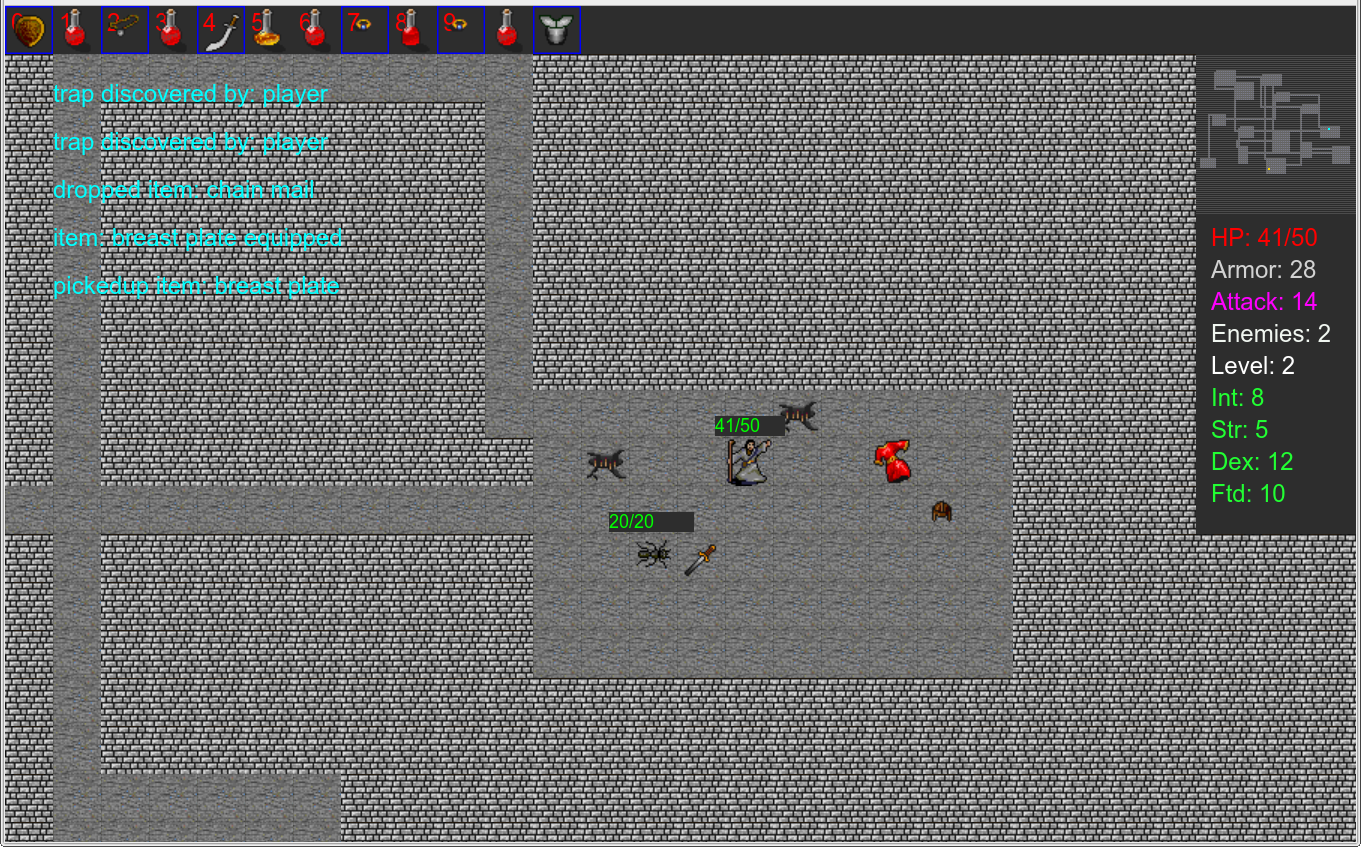 0 1 2 3 4 5 6 7 8 9
trap discovered by: player
trap discovered by: player
dropped item: chain mail
item: breast plate equipped
pickedup item: breast plate
HP: 41/50
Armor: 28
Attack: 14
Enemies: 2
Level: 2
Int: 8
Str: 5
Dex: 12
Ftd: 10
41/50
20/20